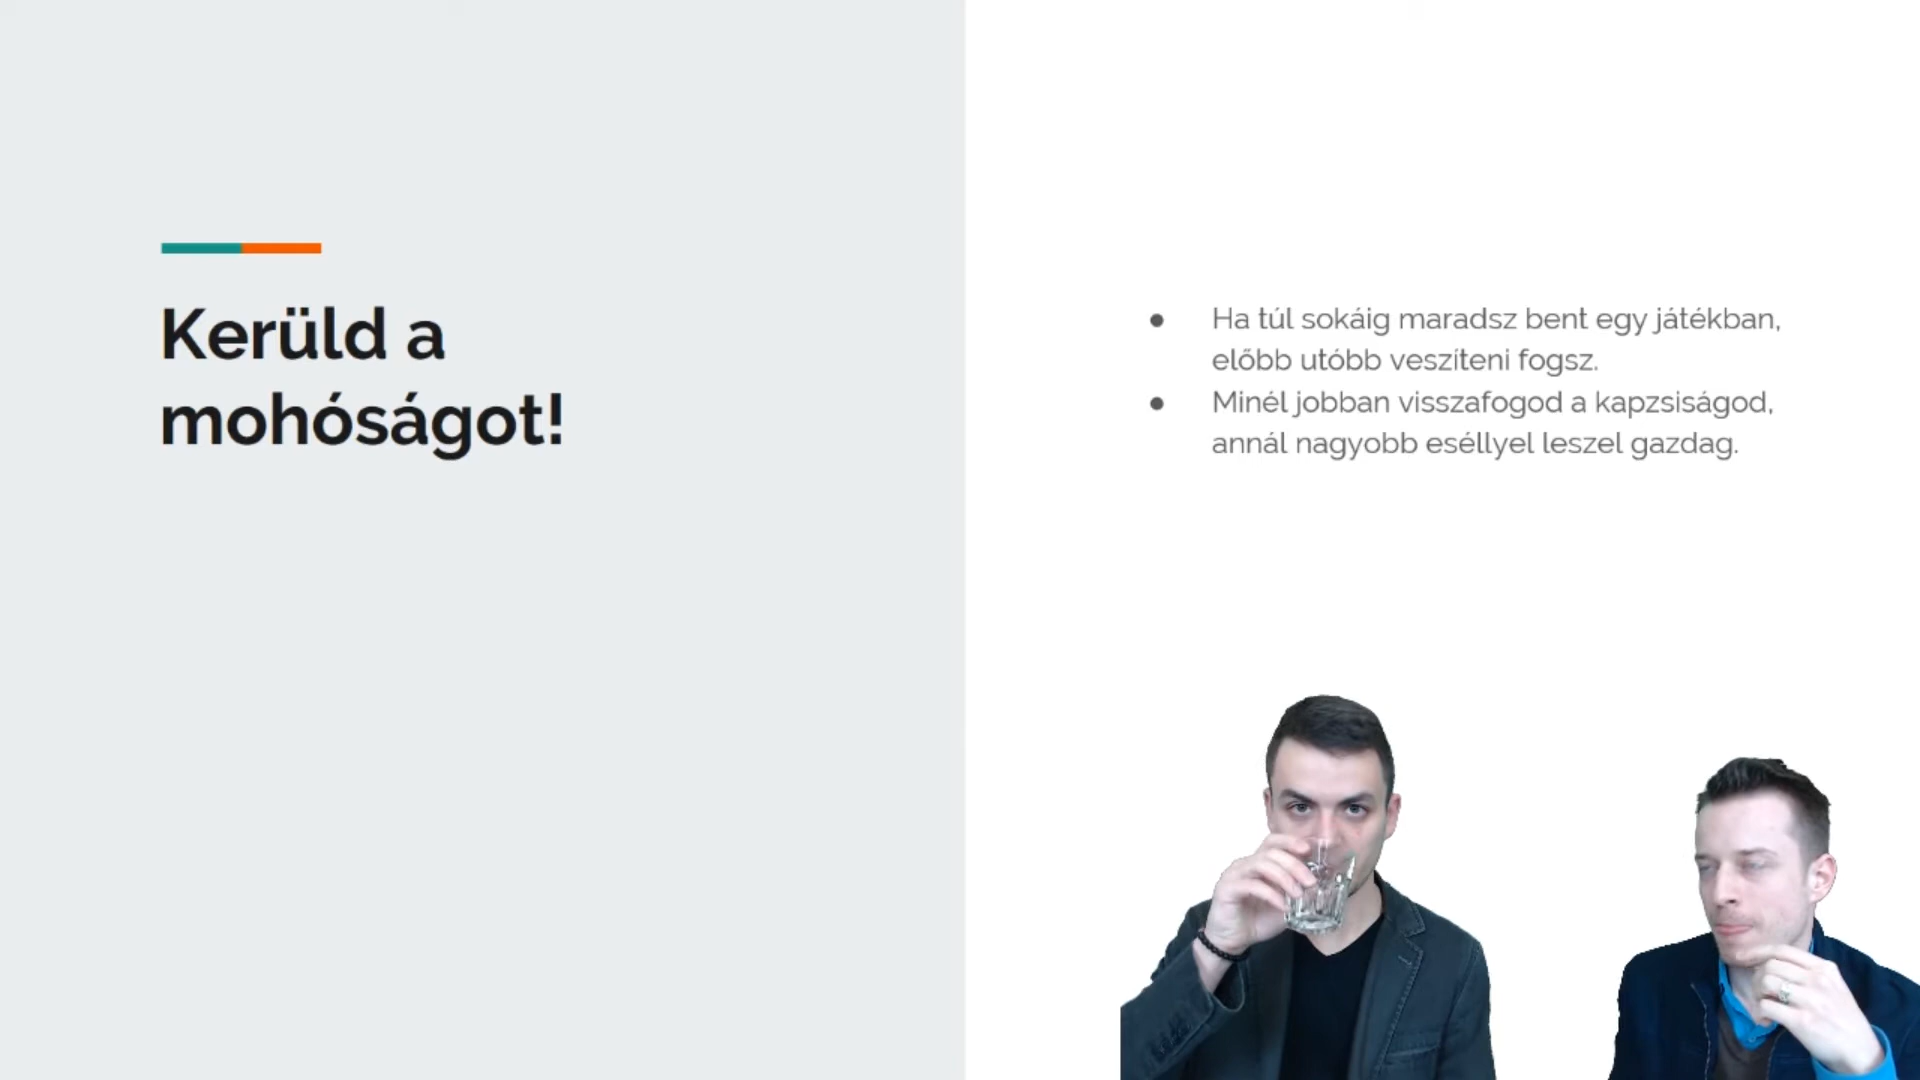 Kerüld a
mohóságot!
● Ha túl sokáig maradsz bent egy játékban,
előbb utóbb veszíteni fogsz.
● Minél jobban visszafogod a kapzsiságod,
annál nagyobb eséllyel leszel gazdag.